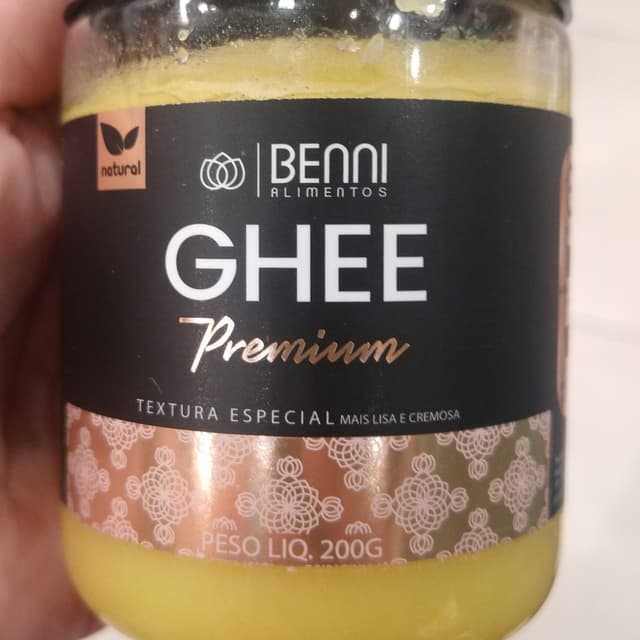 natural
BENNI
ALIMENTOS
GHEE
Premium
TEXTURA ESPECIAL MAIS LISA E CREMOSA
PESO LIQ. 200G